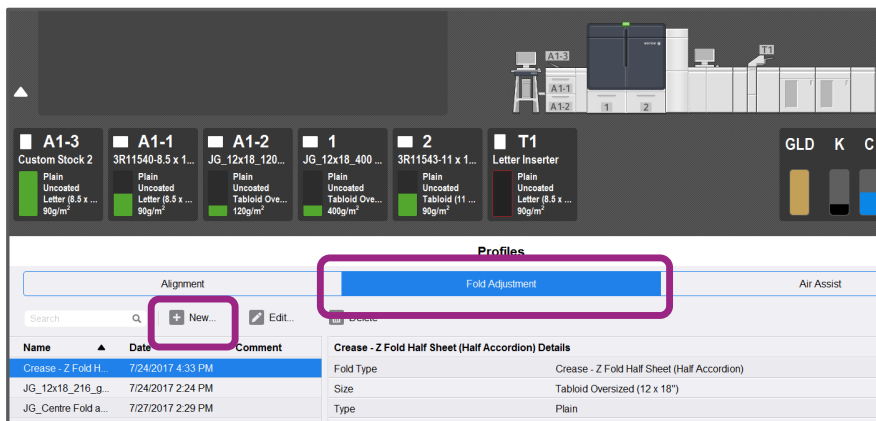 A1-3
T1
A1-1
A1-2
1
2
A1-3
Custom Stock 2
Plain
Uncoated
Letter (8.5 x ...
90g/m²
A1-1
3R11540-8.5 x 1...
Plain
Uncoated
Letter (8.5 x ...
90g/m²
A1-2
JG_12x18_120...
Plain
Uncoated
Tabloid Ove...
120g/m²
1
JG_12x18_400 ...
Plain
Uncoated
Tabloid Ove...
400g/m²
2
3R11543-11 x 1...
Plain
Uncoated
Tabloid (11 ...
90g/m²
T1
Letter Inserter
Plain
Uncoated
Letter (8.5 x ...
90g/m²
GLD K C
Profiles
Alignment Fold Adjustment Air Assist
Search New... Edit... Delete
Name Date Comment
Crease - Z Fold H... 7/24/2017 4:33 PM
JG_12x18_216_g... 7/24/2017 2:24 PM
JG_Centre Fold a... 7/27/2017 2:29 PM
Crease - Z Fold Half Sheet (Half Accordion) Details
Fold Type Crease - Z Fold Half Sheet (Half Accordion)
Size Tabloid Oversized (12 x 18")
Type Plain